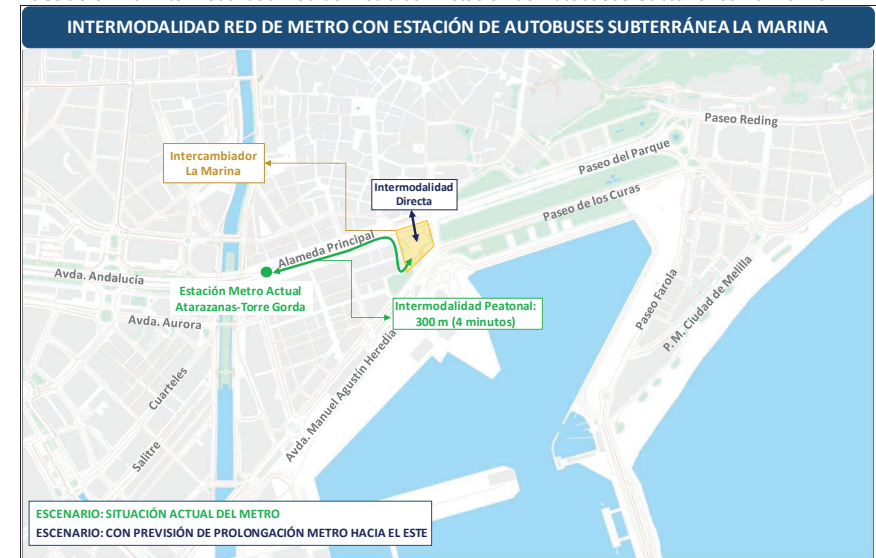 INTERMODALIDAD RED DE METRO CON ESTACIÓN DE AUTOBUSES SUBTERRÁNEA LA MARINA
Paseo Reding
Intercambiador
La Marina
Paseo del Parque
Intermodalidad
Directa
Paseo de los Curas
Alameda Principal
Avda. Andalucía
Estación Metro Actual
Atarazanas-Torre Gorda
Intermodalidad Peatonal:
300 m (4 minutos)
Avda. Aurora
Paseo Farola
P. M. Ciudad de Melilla
Avda. Manuel Agustín Heredia
Cuarteles
Salitre
ESCENARIO: SITUACIÓN ACTUAL DEL METRO
ESCENARIO: CON PREVISIÓN DE PROLONGACIÓN METRO HACIA EL ESTE